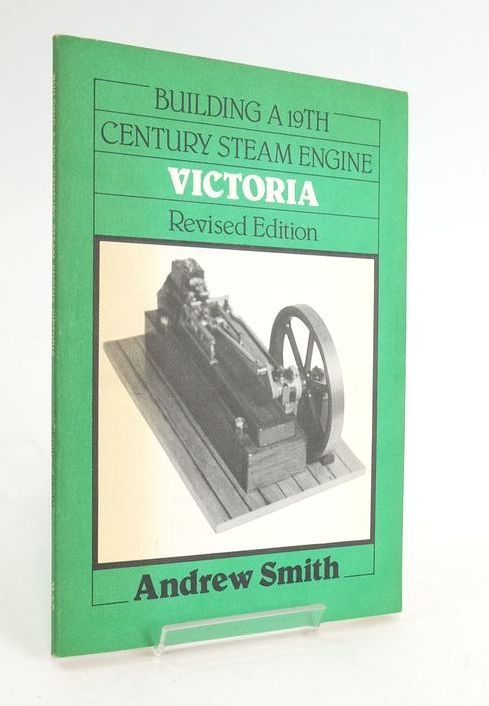 BUILDING A 19TH
CENTURY STEAM ENGINE
VICTORIA
Revised Edition
Andrew Smith